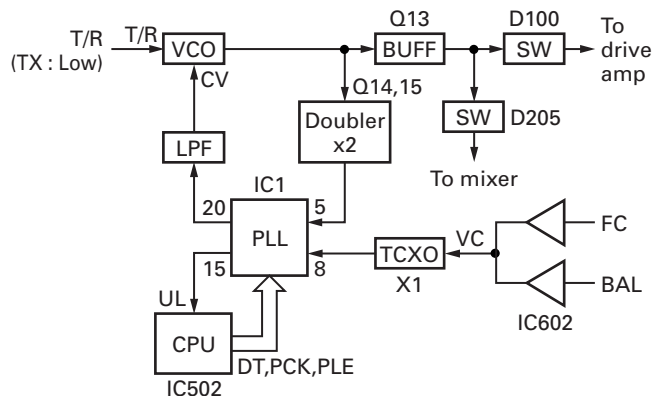 Q13
D100
T/R
(TX : Low)
T/R
VCO
BUFF
SW
To
drive
amp
CV
Q14,15
Doubler
x2
SW
D205
To mixer
LPF
IC1
20
5
PLL
15
8
TCXO
X1
VC
FC
BAL
IC602
UL
CPU
DT,PCK,PLE
IC502